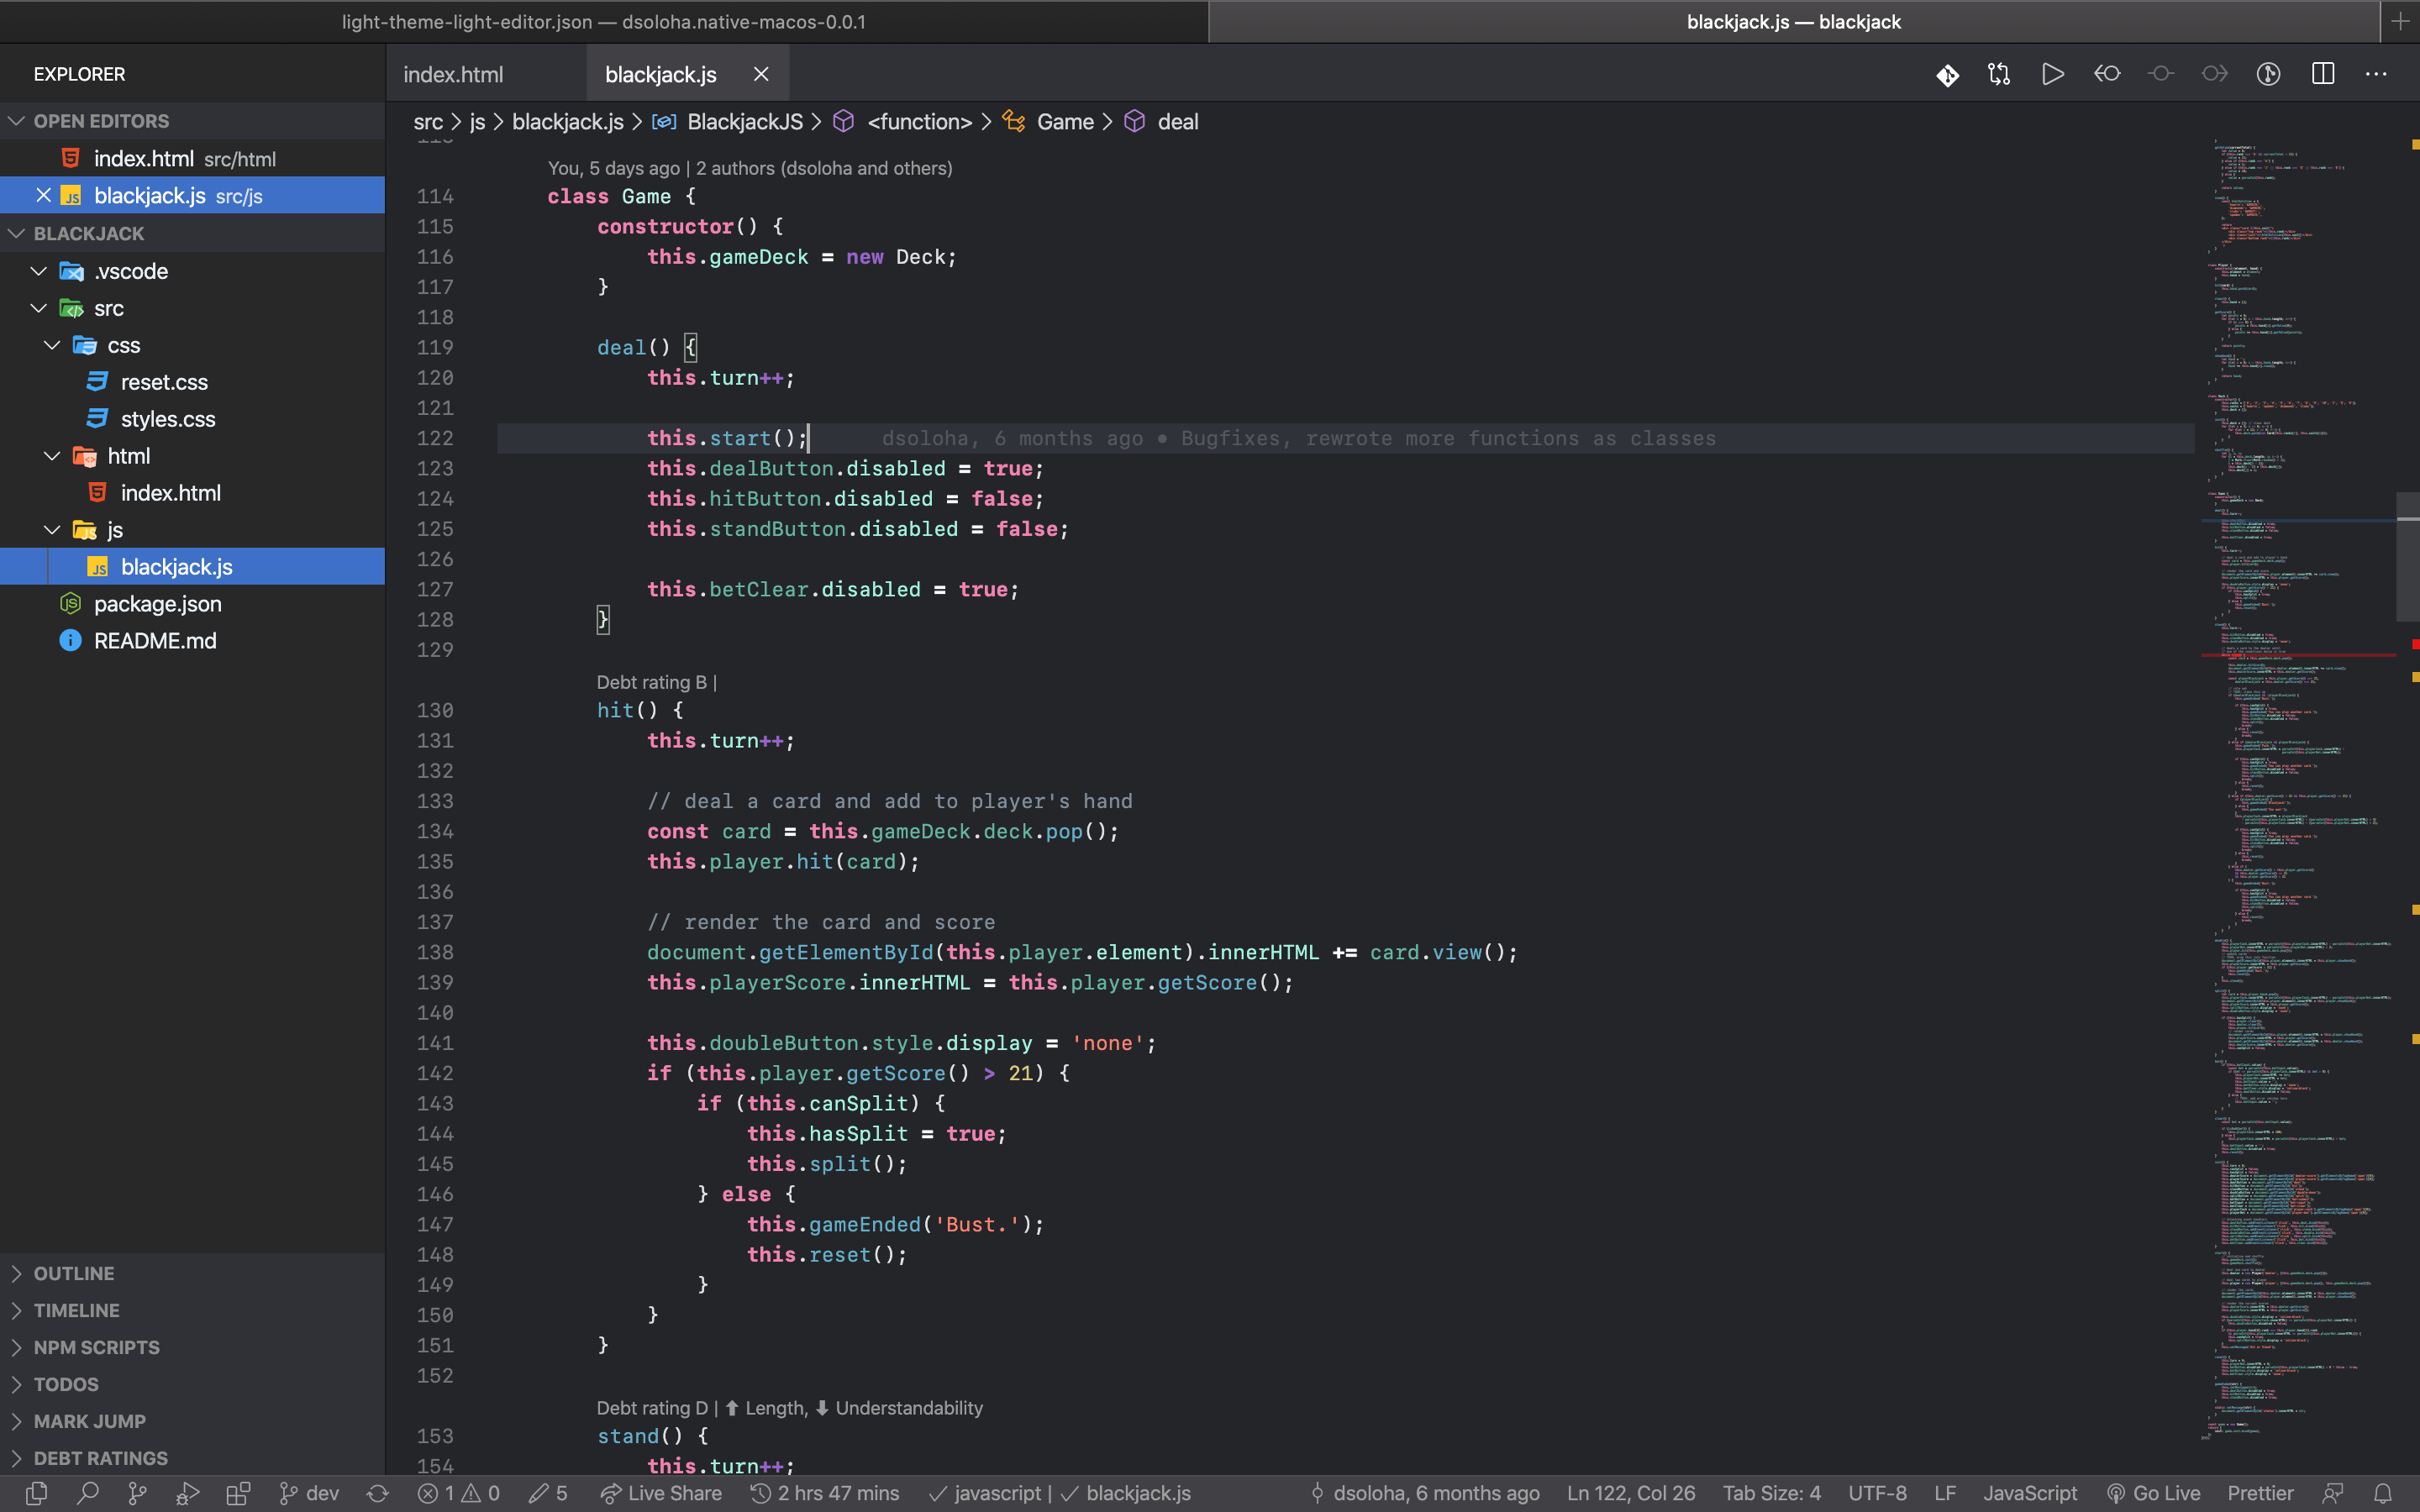 light-theme-light-editor.json — dsoloha.native-macos-0.0.1
blackjack.js — blackjack
EXPLORER
index.html
blackjack.js
OPEN EDITORS
index.html src/html
blackjack.js src/js
BLACKJACK
.vscode
src
css
reset.css
styles.css
html
index.html
js
blackjack.js
package.json
README.md
OUTLINE
TIMELINE
NPM SCRIPTS
TODOS
MARK JUMP
DEBT RATINGS
src > js > blackjack.js > BlackjackJS > <function> > Game > deal
You, 5 days ago | 2 authors (dsoloha and others)
114 class Game {
115 constructor() {
116 this.gameDeck = new Deck;
117 }
118
119 deal() {
120 this.turn++;
121
122 this.start(); dsoloha, 6 months ago • Bugfixes, rewrote more functions as classes
123 this.dealButton.disabled = true;
124 this.hitButton.disabled = false;
125 this.standButton.disabled = false;
126
127 this.betClear.disabled = true;
128 }
129
Debt rating B |
130 hit() {
131 this.turn++;
132
133 // deal a card and add to player's hand
134 const card = this.gameDeck.deck.pop();
135 this.player.hit(card);
136
137 // render the card and score
138 document.getElementById(this.player.element).innerHTML += card.view();
139 this.playerScore.innerHTML = this.player.getScore();
140
141 this.doubleButton.style.display = 'none';
142 if (this.player.getScore() > 21) {
143 if (this.canSplit) {
144 this.hasSplit = true;
145 this.split();
146 } else {
147 this.gameEnded('Bust.');
148 this.reset();
149 }
150 }
151 }
152
Debt rating D | ⬆ Length, ⬇ Understandability
153 stand() {
154 this.turn++;
dev
1 0
5
Live Share
2 hrs 47 mins
javascript | blackjack.js
dsoloha, 6 months ago
Ln 122, Col 26
Tab Size: 4
UTF-8
LF
JavaScript
Go Live
Prettier